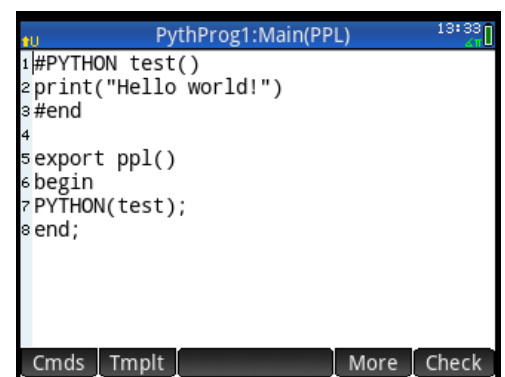 U PythProg1:Main(PPL) 13:33
∡π
1 #PYTHON test()
2 print("Hello world!")
3 #end
4
5 export ppl()
6 begin
7 PYTHON(test);
8 end;
Cmds Tmplt More Check